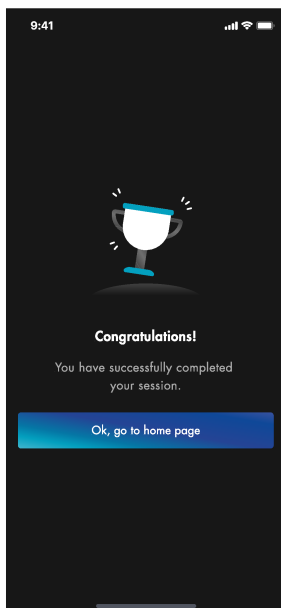 9:41
Congratulations!
You have successfully completed
your session.
Ok, go to home page